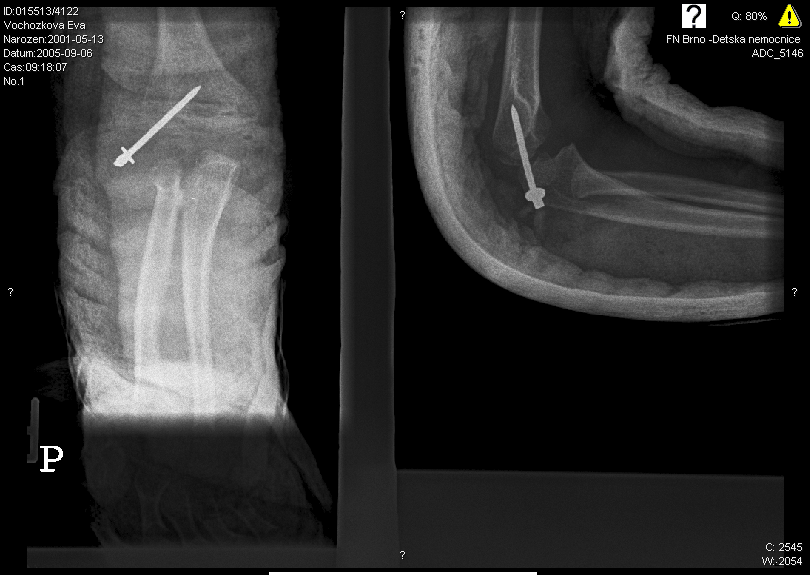 ID:015513/4122
Vochozkova Eva
Narozen:2001-05-13
Datum:2005-09-06
Cas:09:18:07
No.1
?
?
Q: 80%
!
FN Brno -Detska nemocnice
ADC_5146
?
?
P
?
C: 2545
W:-2054